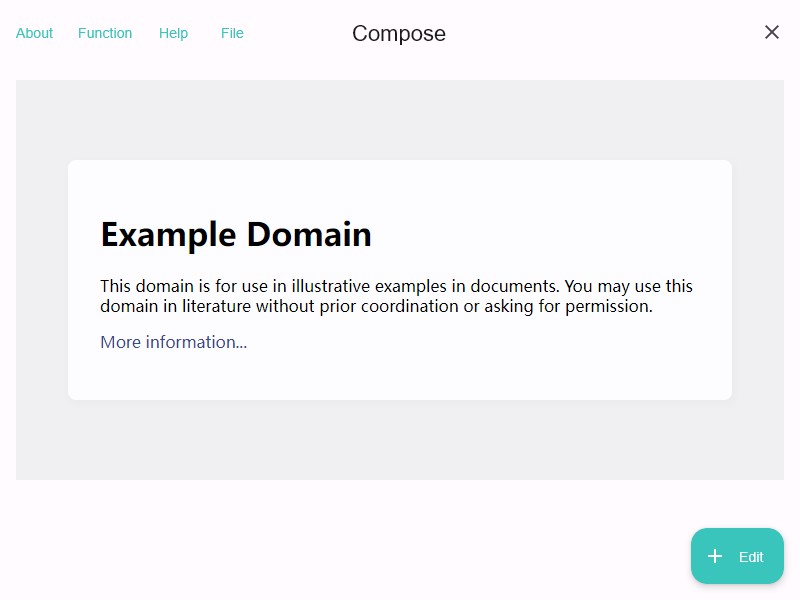 About Function Help File Compose
Example Domain
This domain is for use in illustrative examples in documents. You may use this
domain in literature without prior coordination or asking for permission.
More information...
Edit